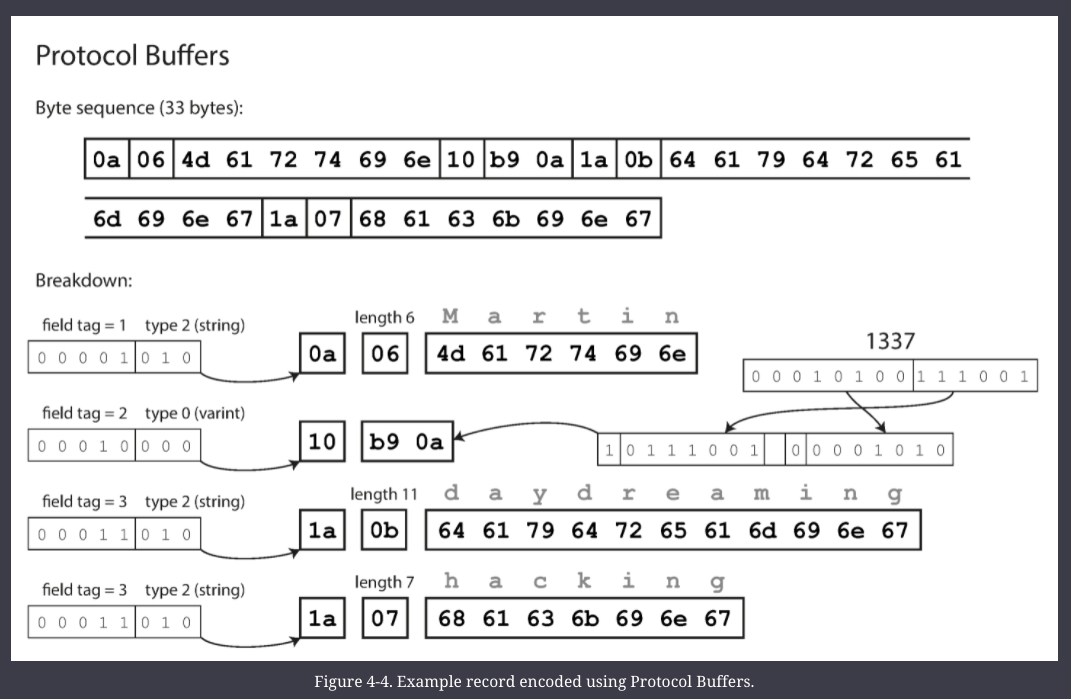 Protocol Buffers
Byte sequence (33 bytes):
0a 06 4d 61 72 74 69 6e 10 b9 0a 1a 0b 64 61 79 64 72 65 61
6d 69 6e 67 1a 07 68 61 63 6b 69 6e 67
Breakdown:
field tag = 1 type 2 (string) length 6 M a r t i n
0 0 0 0 1 0 1 0 0a 06 4d 61 72 74 69 6e
1337
0 0 0 1 0 1 0 0 1 1 1 0 0 1
field tag = 2 type 0 (varint)
0 0 0 1 0 0 0 0 10 b9 0a 1 0 1 1 1 0 0 1 0 0 0 0 1 0 1 0
field tag = 3 type 2 (string) length 11 d a y d r e a m i n g
0 0 0 1 1 0 1 0 1a 0b 64 61 79 64 72 65 61 6d 69 6e 67
field tag = 3 type 2 (string) length 7 h a c k i n g
0 0 0 1 1 0 1 0 1a 07 68 61 63 6b 69 6e 67
Figure 4-4. Example record encoded using Protocol Buffers.